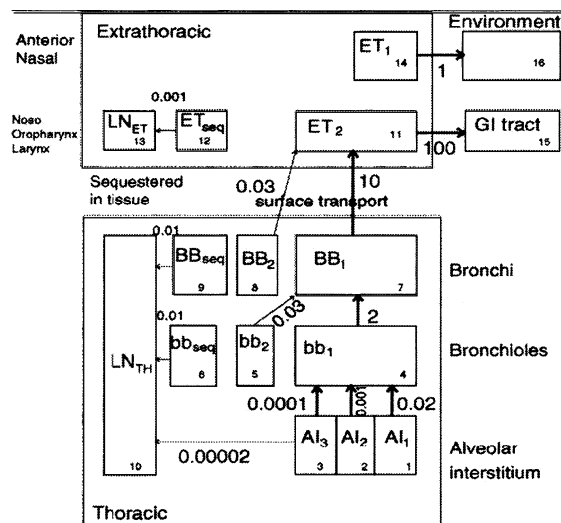 Anterior
Nasal
Extrathoracic
Environment
ET1
14
1
16
Noso
Oropharynx
Larynx
LNET
13
0.001
ETseq
12
ET2
11
100
GI tract
15
Sequestered
in tissue
0.03
10
surface transport
0.01
BBseq
9
BB2
8
BB1
7
Bronchi
0.01
bbseq
6
bb2
5
0.03
2
bb1
4
Bronchioles
LNTH
10
0.0001
0.001
0.02
AI3
3
AI2
2
AI1
1
Alveolar
interstitium
0.00002
Thoracic